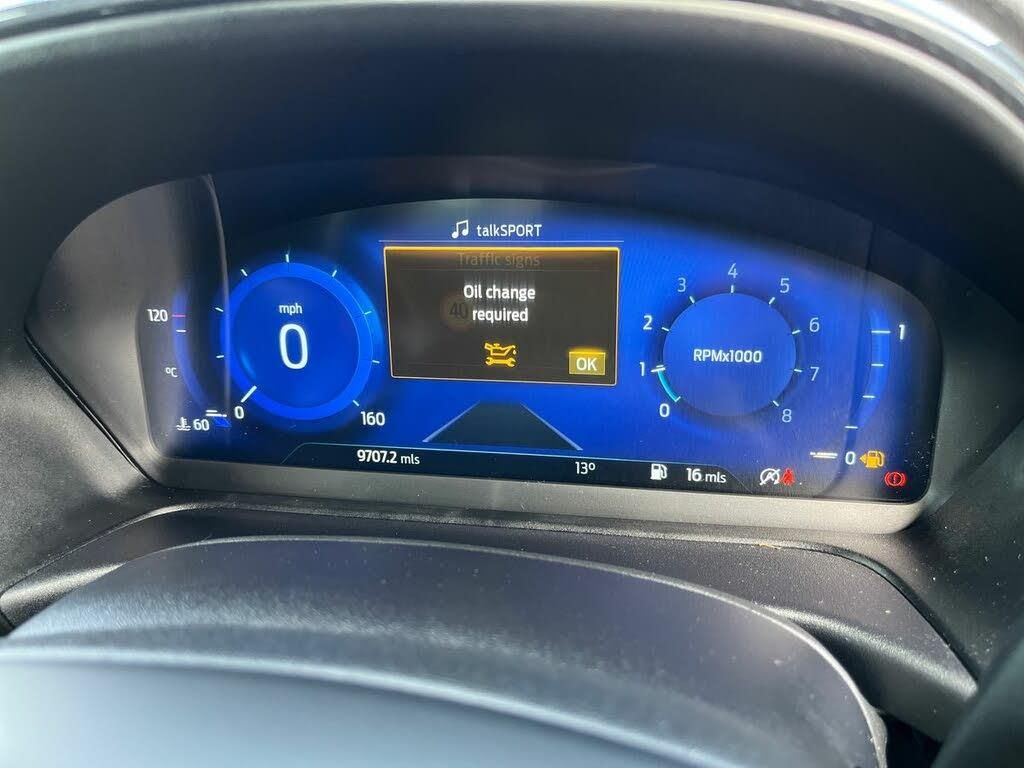 talkSPORT
Traffic signs
Oil change
required
40
OK
120
°C
60
mph
0
0
160
0
1
2
3
4
5
6
7
8
RPMx1000
1
0
9707.2 mls
13°
16 mls